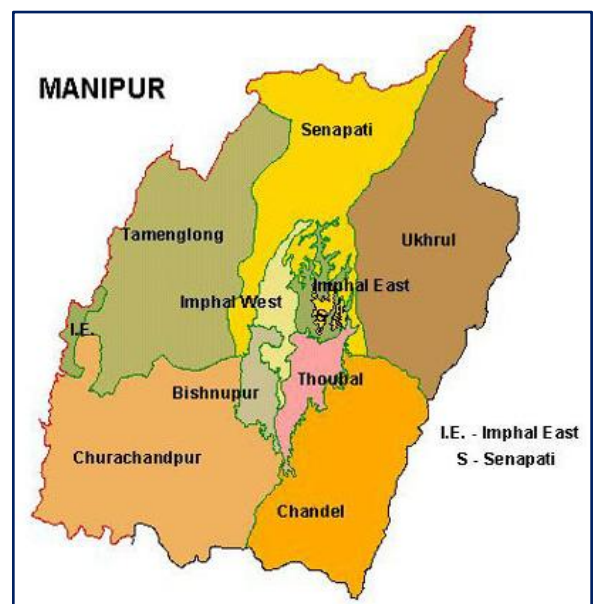 MANIPUR
Senapati
Tamenglong
Ukhrul
Imphal West
Imphal East
I.E.
S
Bishnupur
Thoubal
Churachandpur
I.E. - Imphal East
S - Senapati
Chandel